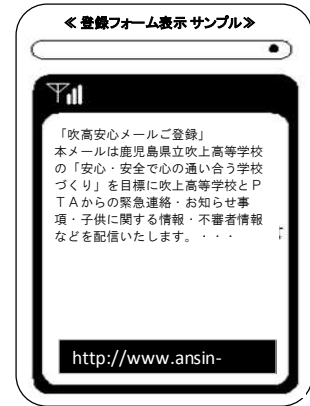 ≪登録フォーム表示サンプル≫
「吹高安心メールご登録」
本メールは鹿児島県立吹上高等学校
の「安心・安全で心の通い合う学校
づくり」を目標に吹上高等学校とＰ
ＴＡからの緊急連絡・お知らせ事
項・子供に関する情報・不審者情報
などを配信いたします。・・・
http://www.ansin-